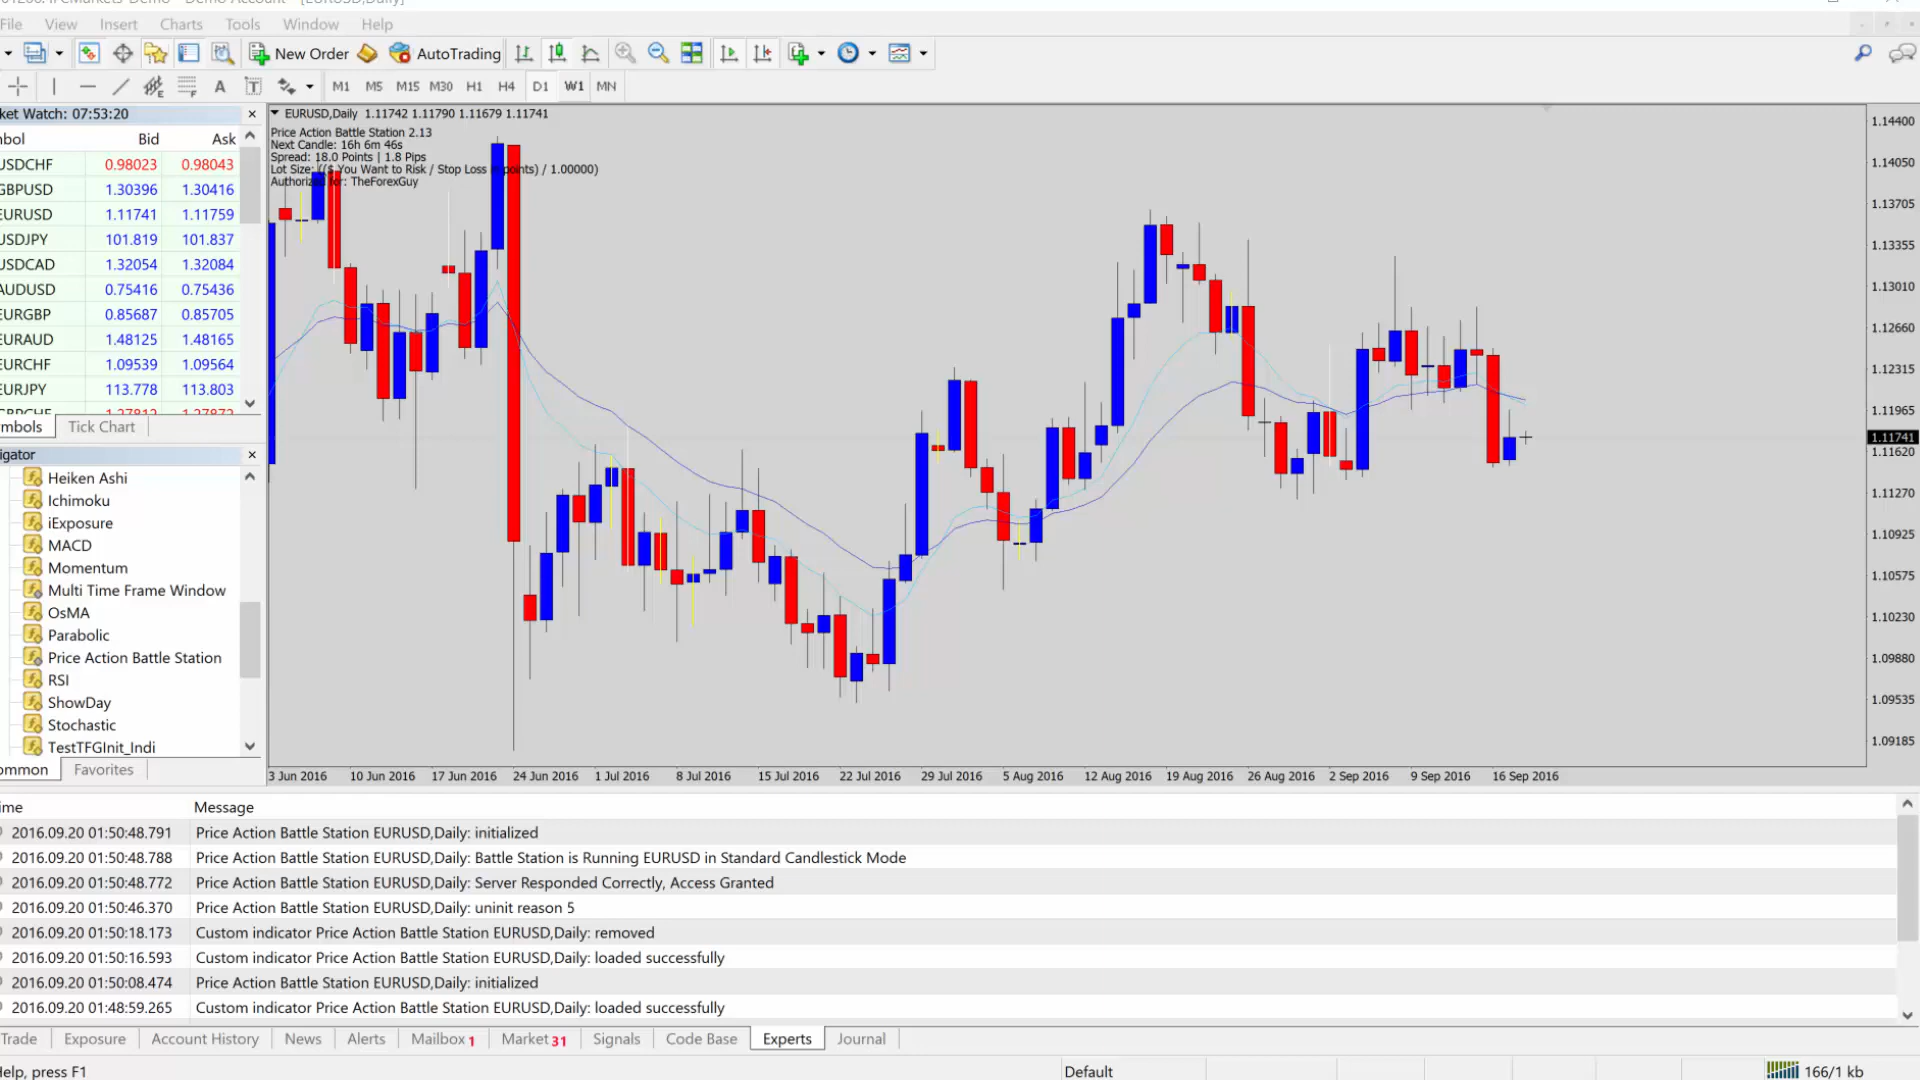 File View Insert Charts Tools Window Help
New Order AutoTrading
A T M1 M5 M15 M30 H1 H4 D1 W1 MN
ket Watch: 07:53:20
bol Bid Ask
USDCHF 0.98023 0.98043
GBPUSD 1.30396 1.30416
EURUSD 1.11741 1.11759
USDJPY 101.819 101.837
USDCAD 1.32054 1.32084
AUDUSD 0.75416 0.75436
EURGBP 0.85687 0.85705
EURAUD 1.48125 1.48165
EURCHF 1.09539 1.09564
EURJPY 113.778 113.803
mbols Tick Chart
igator
Heiken Ashi
Ichimoku
iExposure
MACD
Momentum
Multi Time Frame Window
OsMA
Parabolic
Price Action Battle Station
RSI
ShowDay
Stochastic
TestTFGInit_Indi
ommon Favorites
EURUSD,Daily 1.11742 1.11790 1.11679 1.11741
Price Action Battle Station 2.13
Next Candle: 16h 6m 46s
Spread: 18.0 Points | 1.8 Pips
Lot Size: (($ You Want to Risk / Stop Loss in points) / 1.00000)
Authorized for: TheForexGuy
1.14400
1.14050
1.13705
1.13355
1.13010
1.12660
1.12315
1.11965
1.11741
1.11620
1.11270
1.10925
1.10575
1.10230
1.09880
1.09535
1.09185
3 Jun 2016 10 Jun 2016 17 Jun 2016 24 Jun 2016 1 Jul 2016 8 Jul 2016 15 Jul 2016 22 Jul 2016 29 Jul 2016 5 Aug 2016 12 Aug 2016 19 Aug 2016 26 Aug 2016 2 Sep 2016 9 Sep 2016 16 Sep 2016
ime Message
2016.09.20 01:50:48.791 Price Action Battle Station EURUSD,Daily: initialized
2016.09.20 01:50:48.788 Price Action Battle Station EURUSD,Daily: Battle Station is Running EURUSD in Standard Candlestick Mode
2016.09.20 01:50:48.772 Price Action Battle Station EURUSD,Daily: Server Responded Correctly, Access Granted
2016.09.20 01:50:46.370 Price Action Battle Station EURUSD,Daily: uninit reason 5
2016.09.20 01:50:18.173 Custom indicator Price Action Battle Station EURUSD,Daily: removed
2016.09.20 01:50:16.593 Custom indicator Price Action Battle Station EURUSD,Daily: loaded successfully
2016.09.20 01:50:08.474 Price Action Battle Station EURUSD,Daily: initialized
2016.09.20 01:48:59.265 Custom indicator Price Action Battle Station EURUSD,Daily: loaded successfully
Trade Exposure Account History News Alerts Mailbox 1 Market 31 Signals Code Base Experts Journal
Help, press F1 Default 166/1 kb